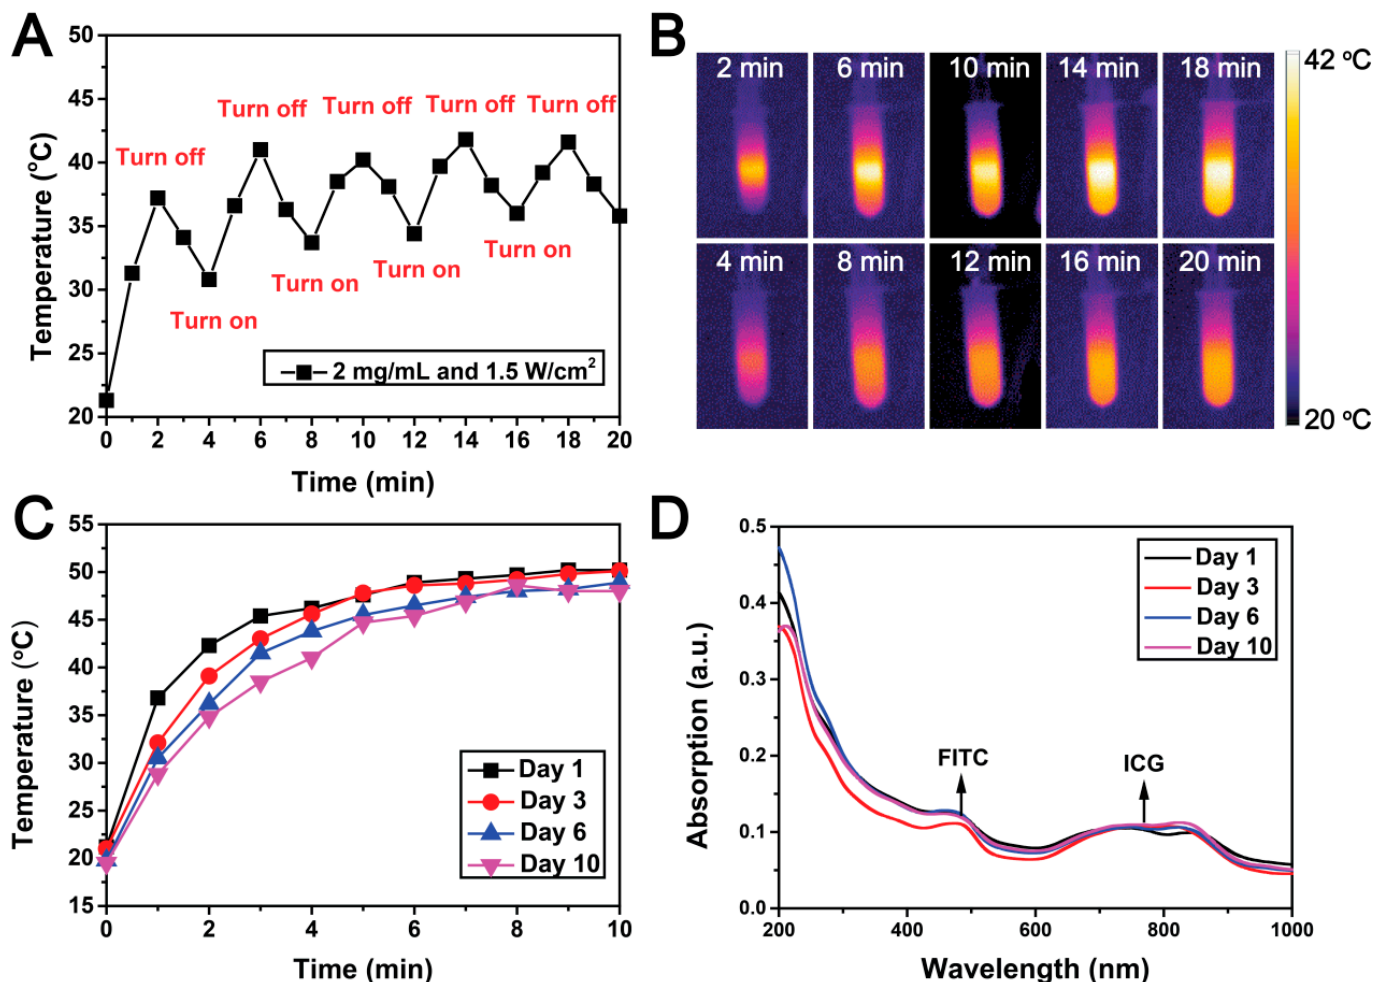 A
50
45
40
35
30
25
20
Temperature (°C)
Turn off
Turn off
Turn off
Turn off
Turn off
Turn on
Turn on
Turn on
Turn on
2 mg/mL and 1.5 W/cm²
0 2 4 6 8 10 12 14 16 18 20
Time (min)
B
2 min 6 min 10 min 14 min 18 min
4 min 8 min 12 min 16 min 20 min
42 ºC
20 ºC
C
55
50
45
40
35
30
25
20
15
Temperature (°C)
Day 1
Day 3
Day 6
Day 10
0 2 4 6 8 10
Time (min)
D
0.5
0.4
0.3
0.2
0.1
0.0
Absorption (a.u.)
Day 1
Day 3
Day 6
Day 10
FITC
ICG
200 400 600 800 1000
Wavelength (nm)